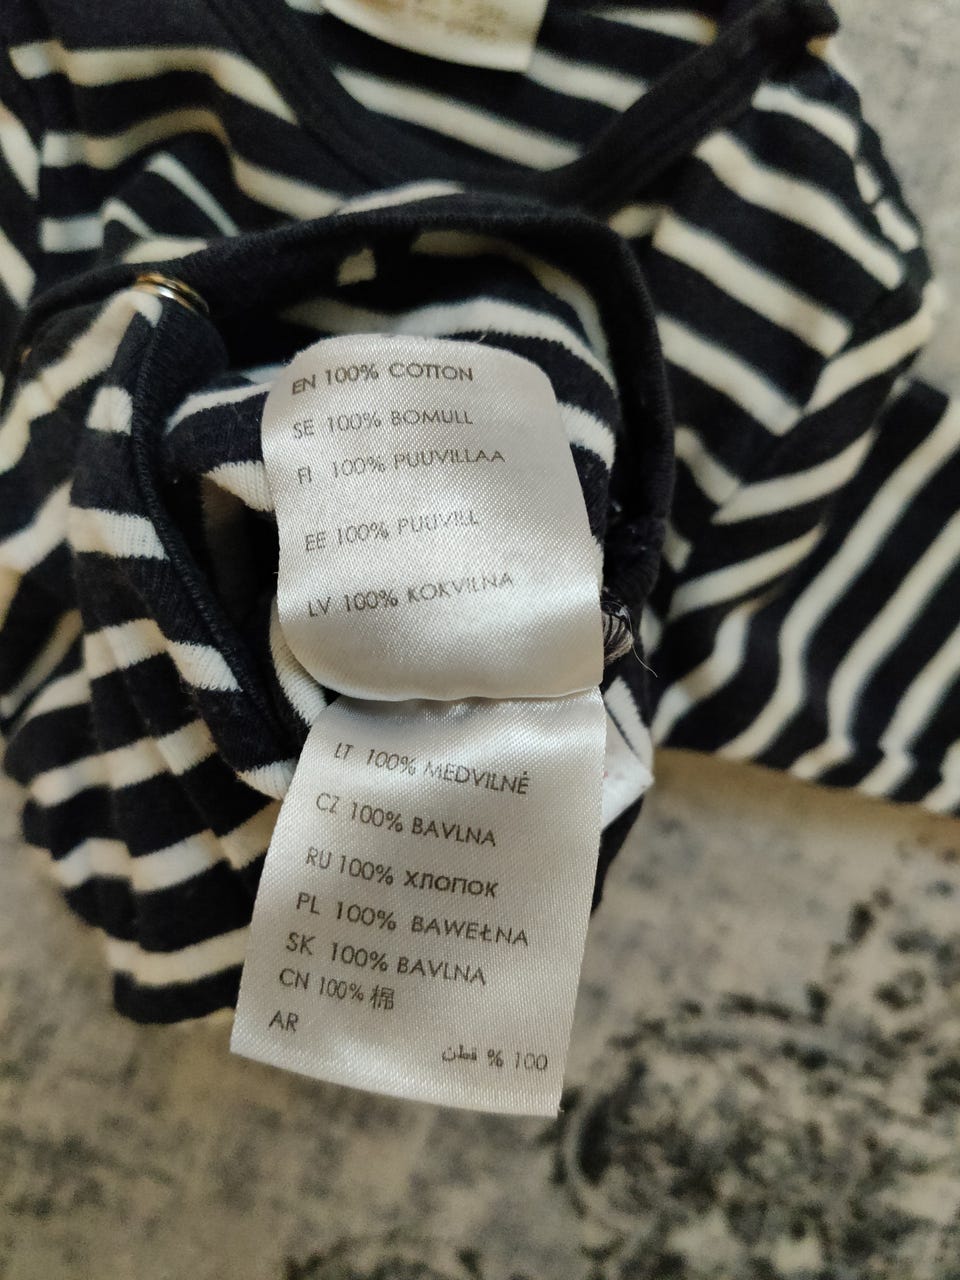 EN 100% COTTON
SE 100% BOMULL
FI 100% PUUVILLAA
EE 100% PUUVILL
LV 100% KOKVILNA
LT 100% MEDVILNĖ
CZ 100% BAVLNA
RU 100% хлопок
PL 100% BAWEŁNA
SK 100% BAVLNA
CN 100% 棉
AR
100 % قطن